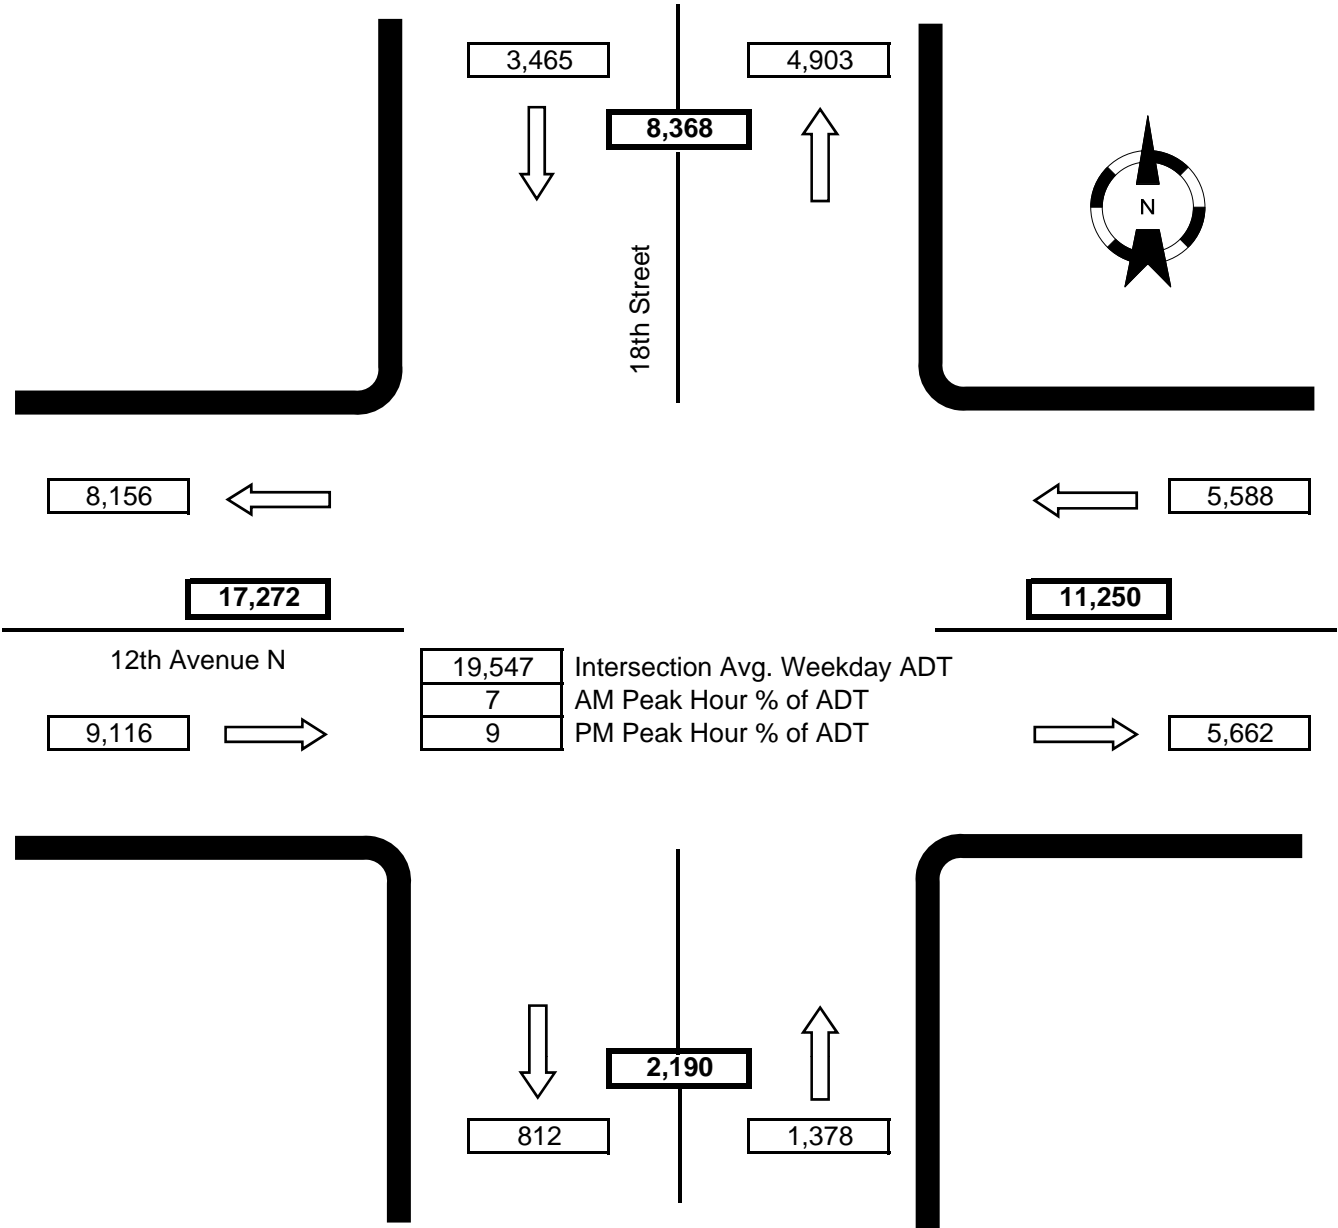 3,465
4,903
8,368
N
18th Street
8,156
5,588
17,272
11,250
12th Avenue N
19,547 Intersection Avg. Weekday ADT
7 AM Peak Hour % of ADT
9 PM Peak Hour % of ADT
9,116
5,662
2,190
812
1,378